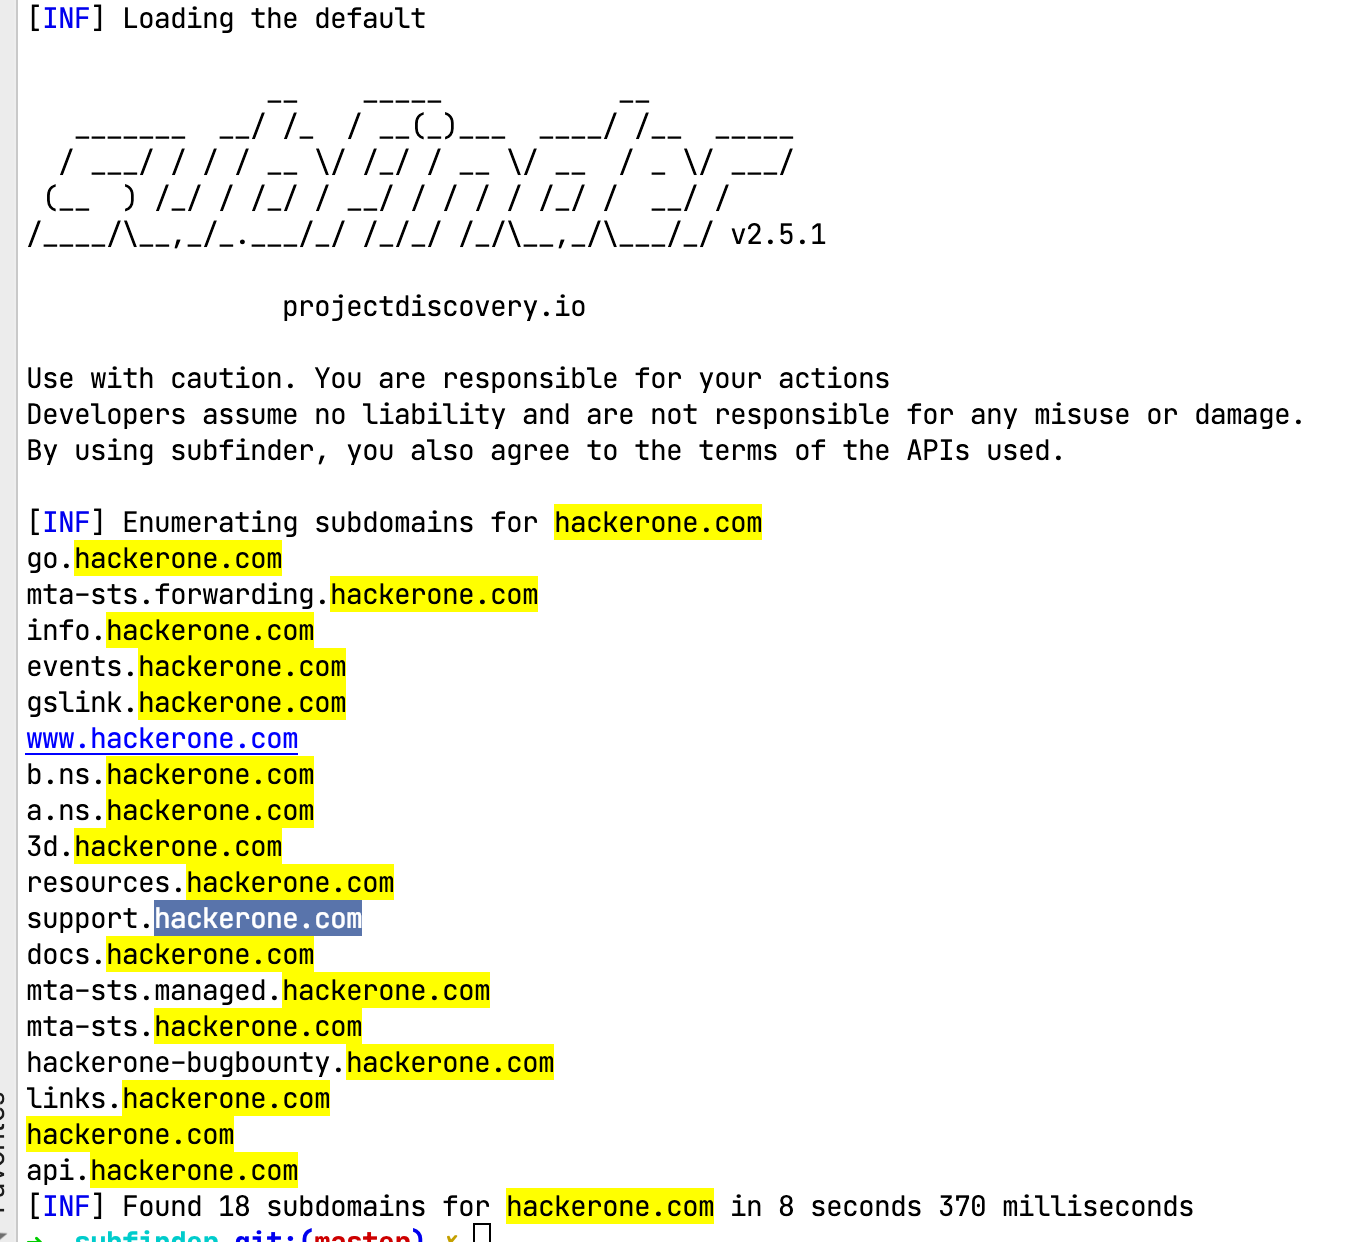 [INF] Loading the default
               __    _____           __
   _______  __/ /_  / __(_)___  ____/ /__  _____
  / ___/ / / / __ \/ /_/ / __ \/ __  / _ \/ ___/
 (__  ) /_/ / /_/ / __/ / / / / /_/ /  __/ /
/____/\__,_/_.___/_/ /_/_/ /_/\__,_/\___/_/ v2.5.1
projectdiscovery.io
Use with caution. You are responsible for your actions
Developers assume no liability and are not responsible for any misuse or damage.
By using subfinder, you also agree to the terms of the APIs used.
[INF] Enumerating subdomains for hackerone.com
go.hackerone.com
mta-sts.forwarding.hackerone.com
info.hackerone.com
events.hackerone.com
gslink.hackerone.com
www.hackerone.com
b.ns.hackerone.com
a.ns.hackerone.com
3d.hackerone.com
resources.hackerone.com
support.hackerone.com
docs.hackerone.com
mta-sts.managed.hackerone.com
mta-sts.hackerone.com
hackerone-bugbounty.hackerone.com
links.hackerone.com
hackerone.com
api.hackerone.com
[INF] Found 18 subdomains for hackerone.com in 8 seconds 370 milliseconds
→ subfinder git:(master) ✗